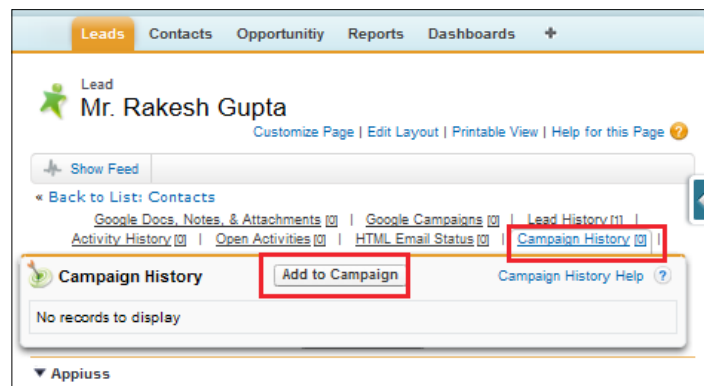 Leads Contacts Opportunitiy Reports Dashboards +
Lead
Mr. Rakesh Gupta
Customize Page | Edit Layout | Printable View | Help for this Page ?
Show Feed
« Back to List: Contacts
Google Docs, Notes, & Attachments [0] | Google Campaigns [0] | Lead History [1] |
Activity History [0] | Open Activities [0] | HTML Email Status [0] | Campaign History [0] |
Campaign History Add to Campaign Campaign History Help ?
No records to display
▼ Appiuss